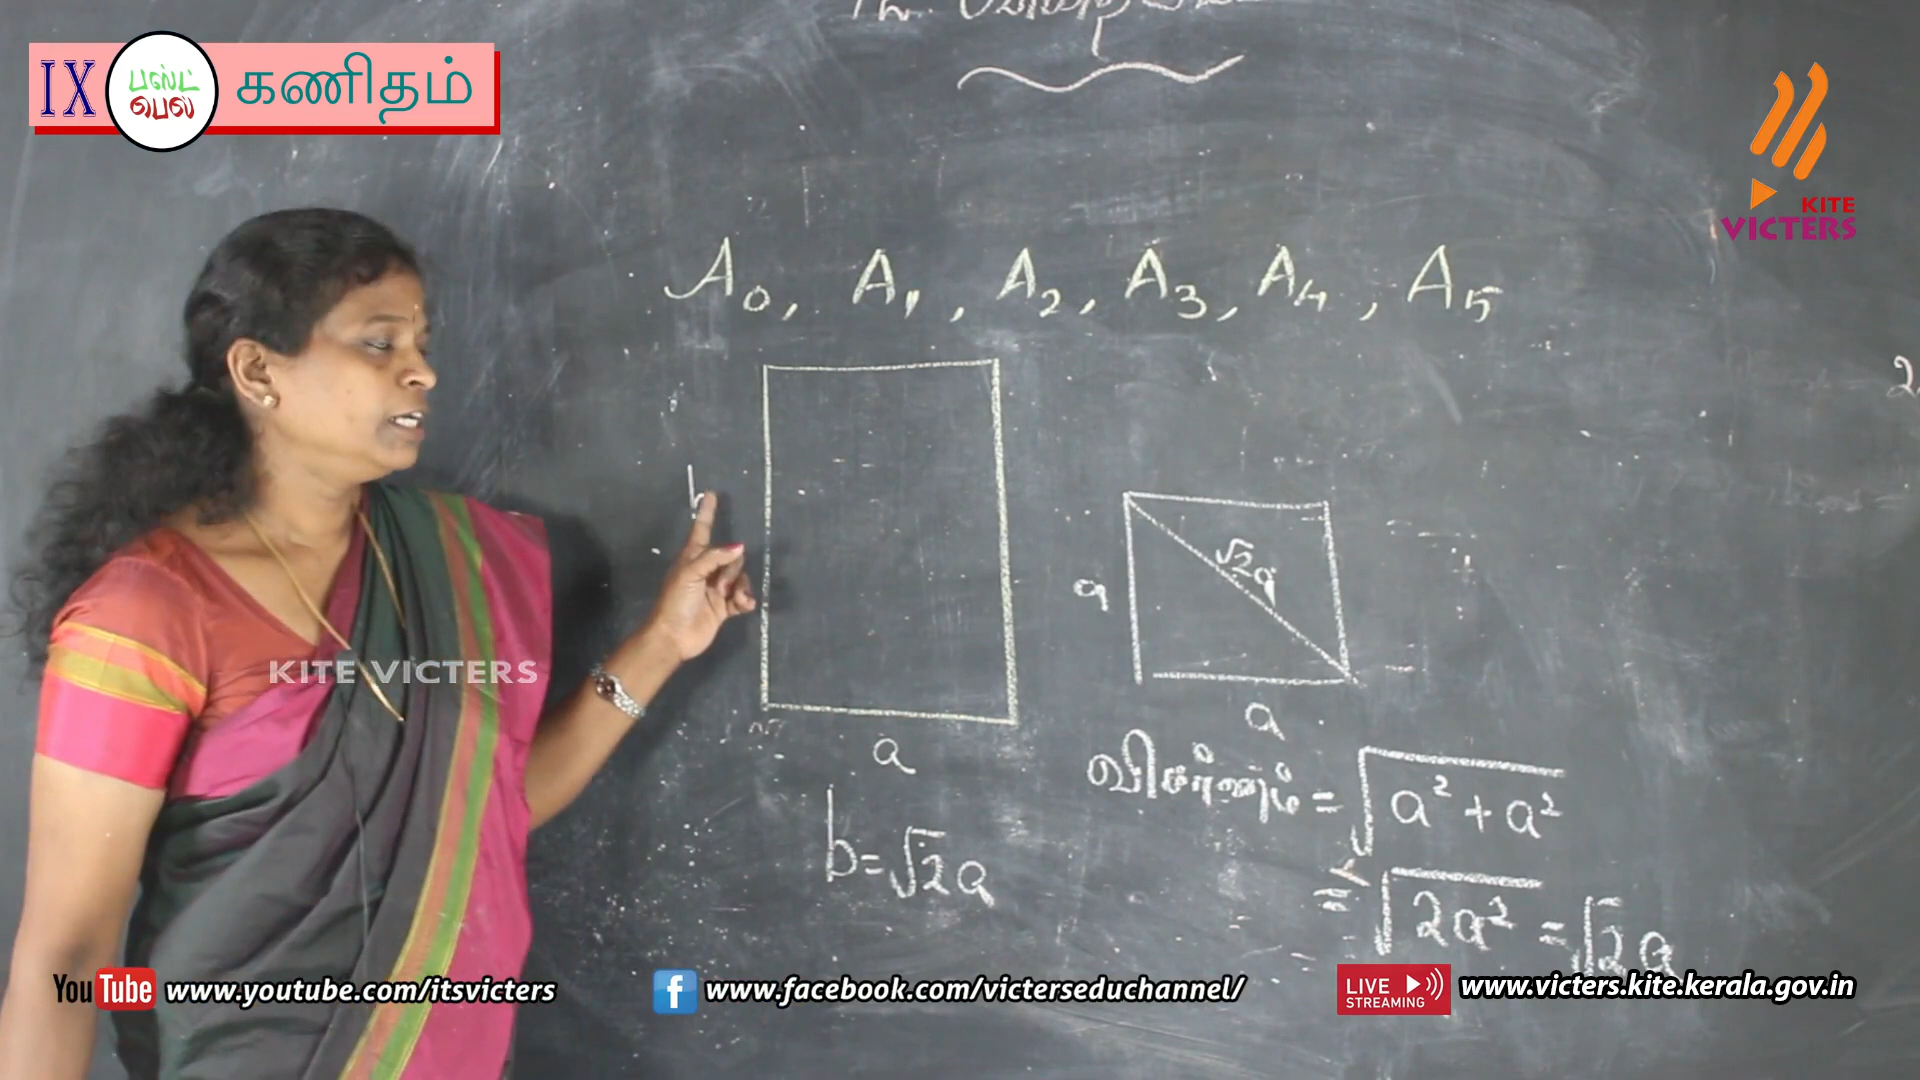 IX பஸ்ட் பெல் கணிதம்
KITE
VICTERS
A₀, A₁, A₂, A₃, A₄, A₅
b
√2a
a
KITE VICTERS
a
a
விகர்ணம் = √a² + a²
b = √2a
= √2a² = √2a
YouTube www.youtube.com/itsvicters
f www.facebook.com/victerseduchannel/
LIVE STREAMING www.victers.kite.kerala.gov.in